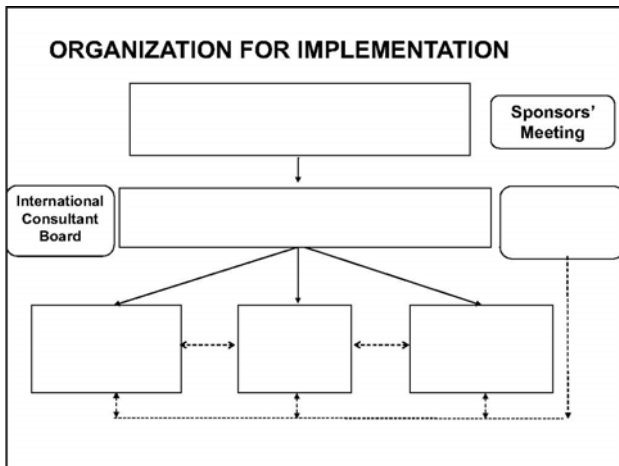 ORGANIZATION FOR IMPLEMENTATION
Sponsors'
Meeting
International
Consultant
Board